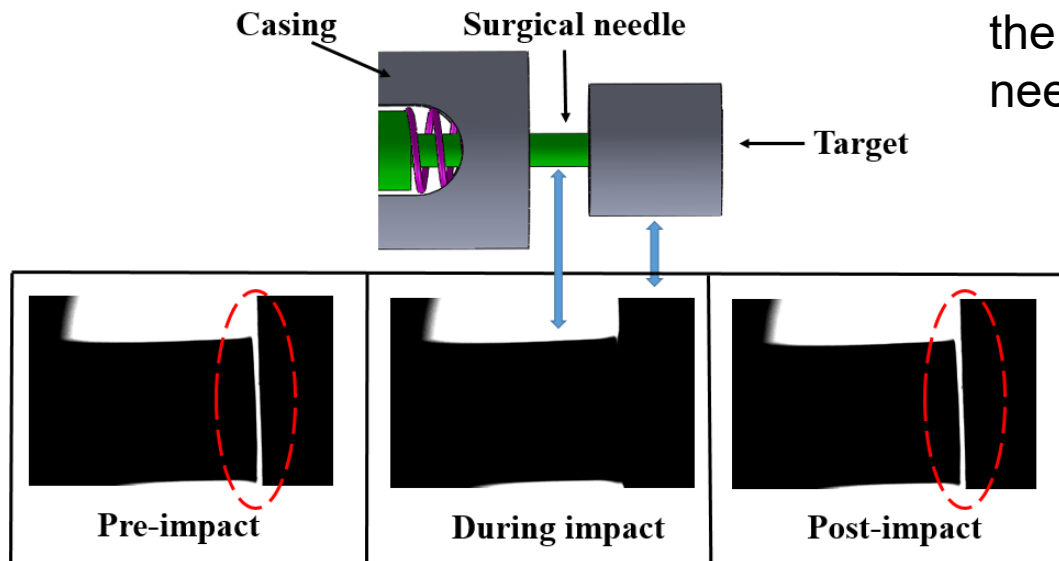 Casing
Surgical needle
the
nee
Target
Pre-impact
During impact
Post-impact